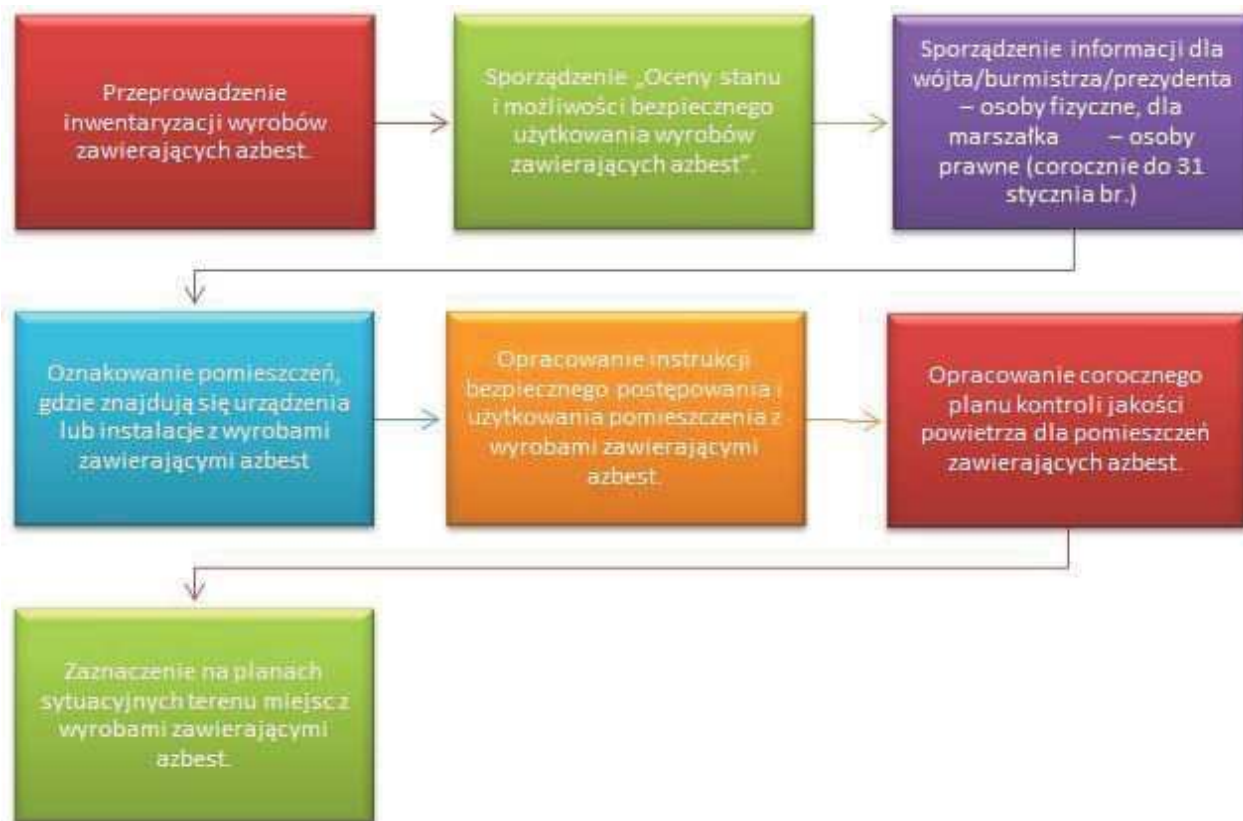 Przeprowadzenie
inwentaryzacji wyrobów
zawierających azbest.
Sporządzenie „Oceny stanu
i możliwości bezpiecznego
użytkowania wyrobów
zawierających azbest”.
Sporządzenie informacji dla
wójta/burmistrza/prezydenta
– osoby fizyczne, dla
marszałka – osoby
prawne (corocznie do 31
stycznia br.)
Oznakowanie pomieszczeń,
gdzie znajdują się urządzenia
lub instalacje z wyrobami
zawierającymi azbest
Opracowanie instrukcji
bezpiecznego postępowania i
użytkowania pomieszczenia z
wyrobami zawierającymi
azbest.
Opracowanie corocznego
planu kontroli jakości
powietrza dla pomieszczeń
zawierających azbest.
Zaznaczenie na planach
sytuacyjnych terenu miejsc z
wyrobami zawierającymi
azbest.